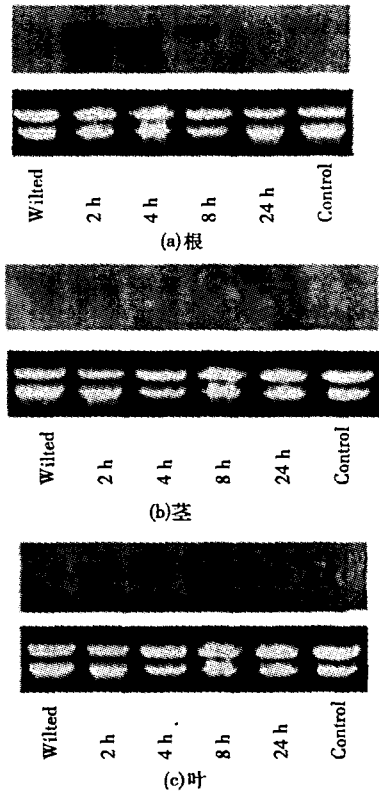 Wilted 2 h 4 h 8 h 24 h Control
(a)根
Wilted 2 h 4 h 8 h 24 h Control
(b)茎
Wilted 2 h 4 h . 8 h 24 h Control
(c)叶